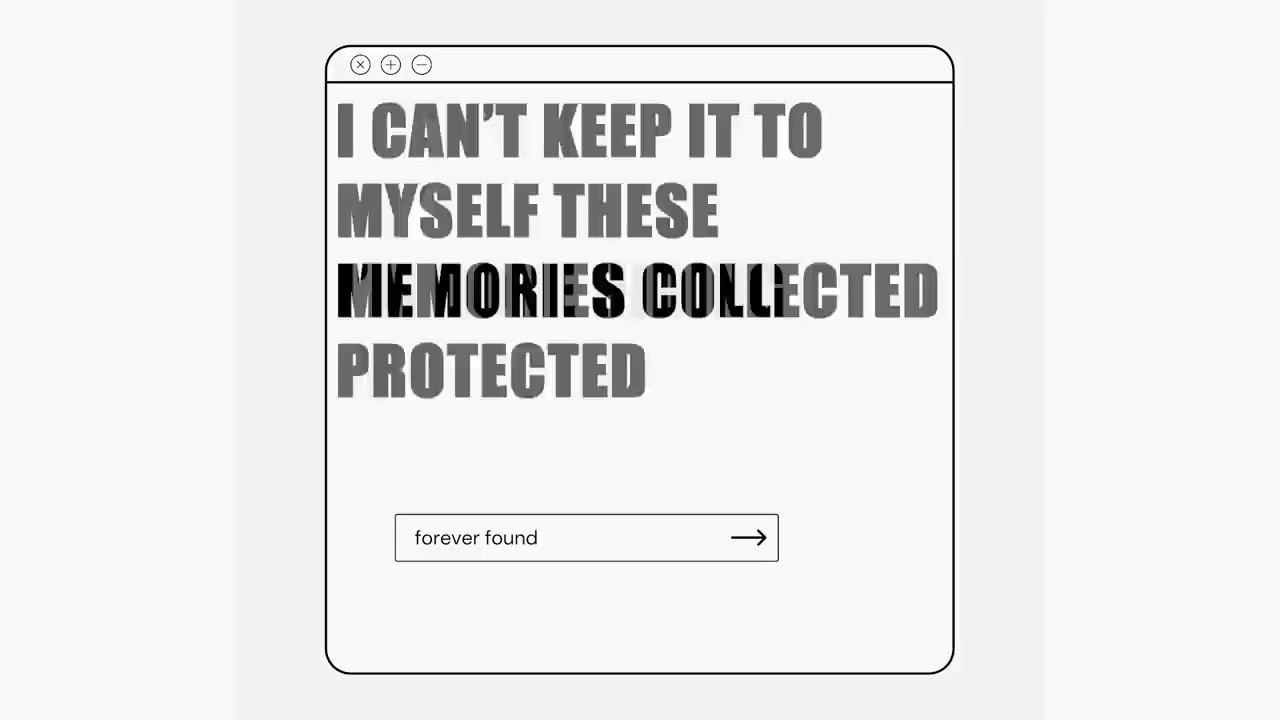 I CAN’T KEEP IT TO
MYSELF THESE
MEMORIES COLLECTED
PROTECTED
forever found